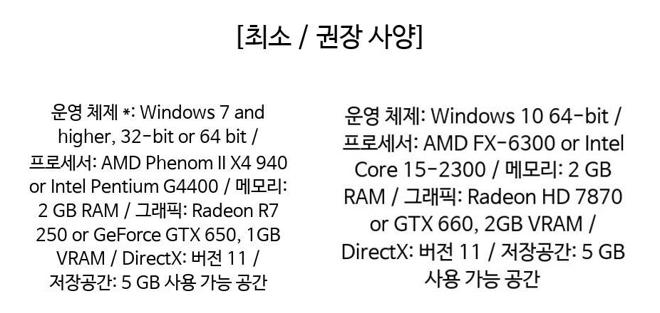 [최소 / 권장 사양]
운영 체제 *: Windows 7 and
higher, 32-bit or 64 bit /
프로세서: AMD Phenom II X4 940
or Intel Pentium G4400 / 메모리:
2 GB RAM / 그래픽: Radeon R7
250 or GeForce GTX 650, 1GB
VRAM / DirectX: 버전 11 /
저장공간: 5 GB 사용 가능 공간
운영 체제: Windows 10 64-bit /
프로세서: AMD FX-6300 or Intel
Core 15-2300 / 메모리: 2 GB
RAM / 그래픽: Radeon HD 7870
or GTX 660, 2GB VRAM /
DirectX: 버전 11 / 저장공간: 5 GB
사용 가능 공간